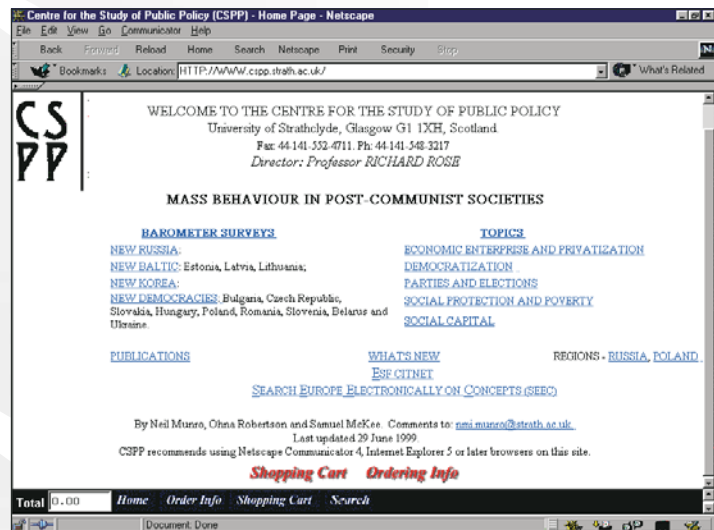 Centre for the Study of Public Policy (CSPP) - Home Page - Netscape
File Edit View Go Communicator Help
Back Forward Reload Home Search Netscape Print Security Stop
Bookmarks Location: HTTP://WWW.cspp.strath.ac.uk/ What's Related
CS
PP
WELCOME TO THE CENTRE FOR THE STUDY OF PUBLIC POLICY
University of Strathclyde, Glasgow G1 1XH, Scotland
Fax: 44-141-552-4711. Ph: 44-141-548-3217
Director: Professor RICHARD ROSE
MASS BEHAVIOUR IN POST-COMMUNIST SOCIETIES
BAROMETER SURVEYS
NEW RUSSIA:
NEW BALTIC: Estonia, Latvia, Lithuania;
NEW KOREA:
NEW DEMOCRACIES: Bulgaria, Czech Republic,
Slovakia, Hungary, Poland, Romania, Slovenia, Belarus and
Ukraine.
TOPICS
ECONOMIC ENTERPRISE AND PRIVATIZATION
DEMOCRATIZATION
PARTIES AND ELECTIONS
SOCIAL PROTECTION AND POVERTY
SOCIAL CAPITAL
PUBLICATIONS WHAT'S NEW REGIONS - RUSSIA, POLAND
ESF CITNET
SEARCH EUROPE ELECTRONICALLY ON CONCEPTS (SEEC)
By Neil Munro, Ohna Robertson and Samuel McKee. Comments to: nmi.munro@strath.ac.uk.
Last updated 29 June 1999.
CSPP recommends using Netscape Communicator 4, Internet Explorer 5 or later browsers on this site.
Shopping Cart Ordering Info
Total 0.00 Home Order Info Shopping Cart Search
Document: Done